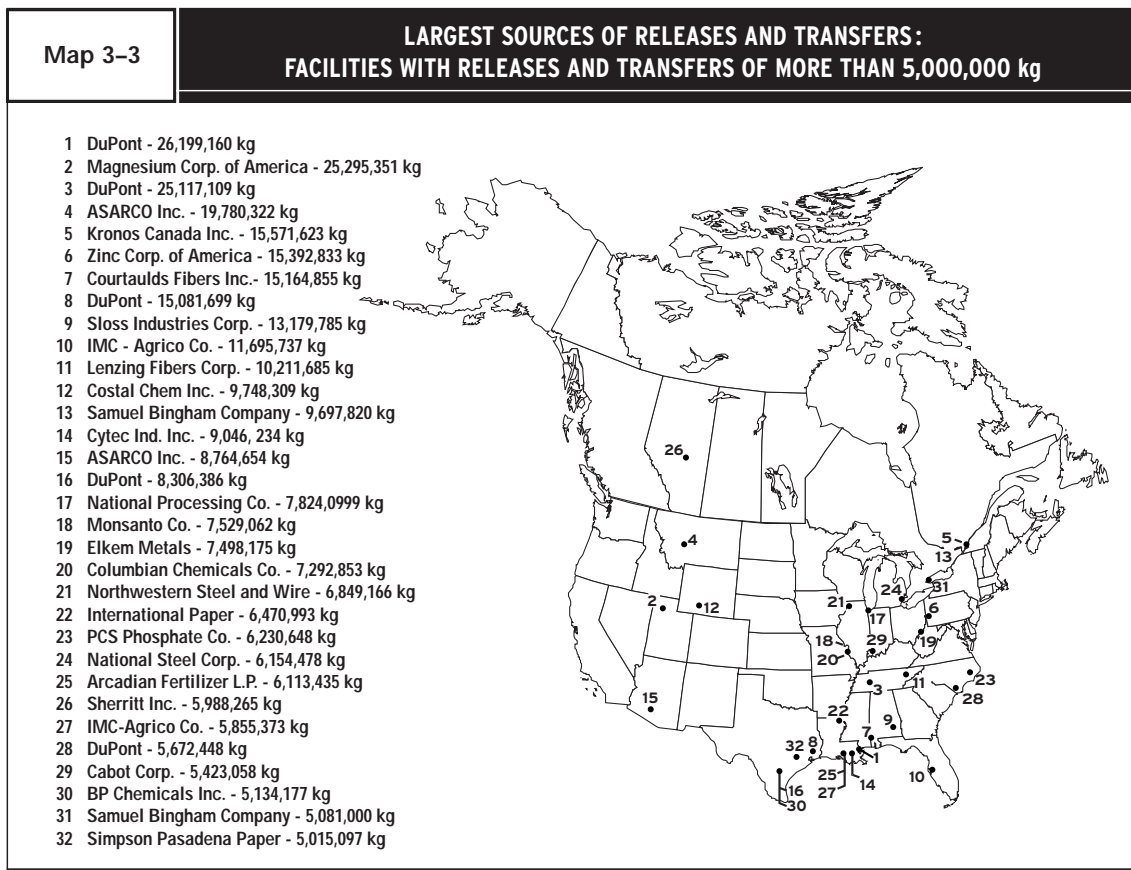 Map 3–3
LARGEST SOURCES OF RELEASES AND TRANSFERS:
FACILITIES WITH RELEASES AND TRANSFERS OF MORE THAN 5,000,000 kg
1 DuPont - 26,199,160 kg
2 Magnesium Corp. of America - 25,295,351 kg
3 DuPont - 25,117,109 kg
4 ASARCO Inc. - 19,780,322 kg
5 Kronos Canada Inc. - 15,571,623 kg
6 Zinc Corp. of America - 15,392,833 kg
7 Courtaulds Fibers Inc.- 15,164,855 kg
8 DuPont - 15,081,699 kg
9 Sloss Industries Corp. - 13,179,785 kg
10 IMC - Agrico Co. - 11,695,737 kg
11 Lenzing Fibers Corp. - 10,211,685 kg
12 Costal Chem Inc. - 9,748,309 kg
13 Samuel Bingham Company - 9,697,820 kg
14 Cytec Ind. Inc. - 9,046, 234 kg
15 ASARCO Inc. - 8,764,654 kg
16 DuPont - 8,306,386 kg
17 National Processing Co. - 7,824,0999 kg
18 Monsanto Co. - 7,529,062 kg
19 Elkem Metals - 7,498,175 kg
20 Columbian Chemicals Co. - 7,292,853 kg
21 Northwestern Steel and Wire - 6,849,166 kg
22 International Paper - 6,470,993 kg
23 PCS Phosphate Co. - 6,230,648 kg
24 National Steel Corp. - 6,154,478 kg
25 Arcadian Fertilizer L.P. - 6,113,435 kg
26 Sherritt Inc. - 5,988,265 kg
27 IMC-Agrico Co. - 5,855,373 kg
28 DuPont - 5,672,448 kg
29 Cabot Corp. - 5,423,058 kg
30 BP Chemicals Inc. - 5,134,177 kg
31 Samuel Bingham Company - 5,081,000 kg
32 Simpson Pasadena Paper - 5,015,097 kg
26
4
5
13
31
24
2
12
21
17
6
19
18
29
20
3
11
23
28
15
22
9
7
32
8
1
25
14
10
16
27
30